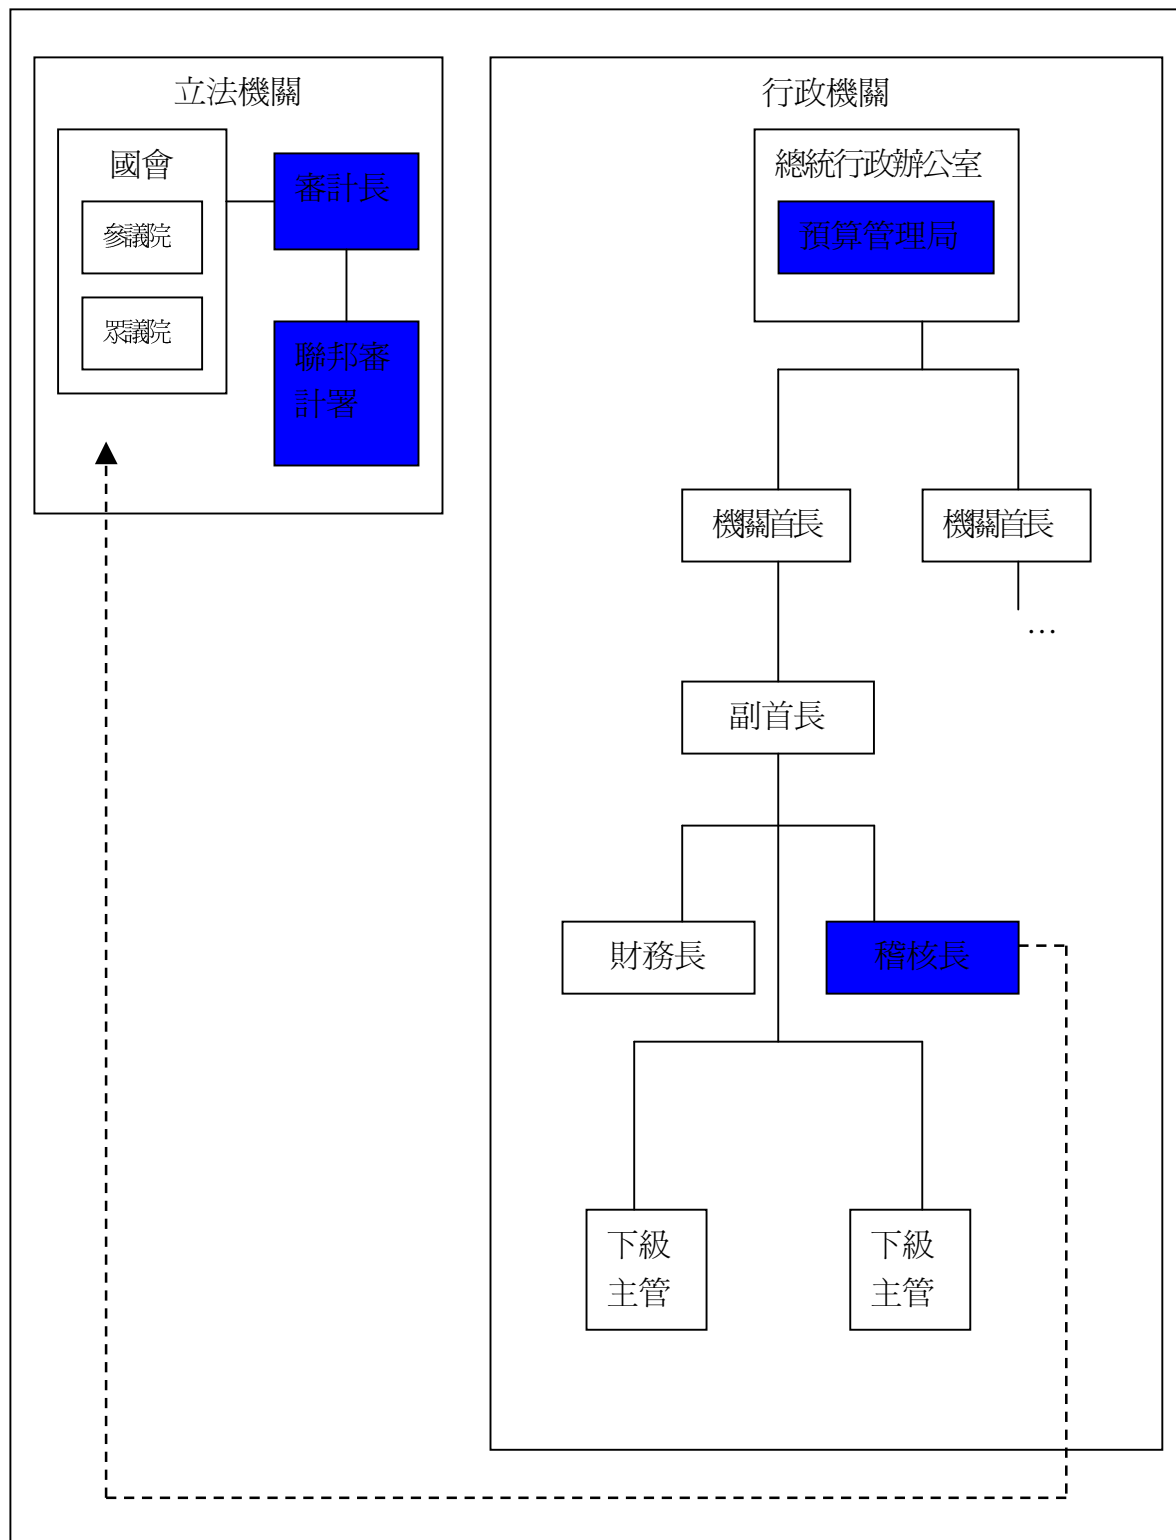 立法機關
國會
參議院
眾議院
審計長
聯邦審
計署
行政機關
總統行政辦公室
預算管理局
機關首長
機關首長
…
副首長
財務長
稽核長
下級
主管
下級
主管